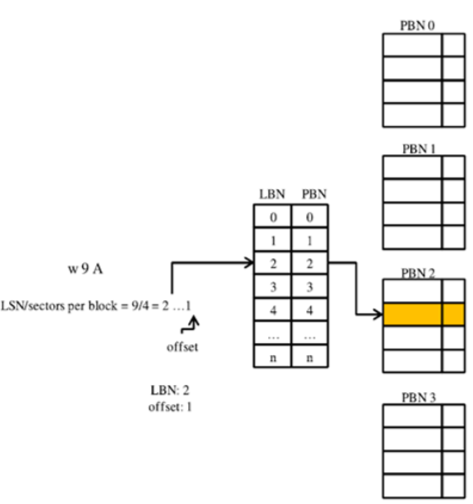 PBN 0
PBN 1
LBN PBN
0 0
1 1
w 9 A
2 2
PBN 2
3 3
LSN/sectors per block = 9/4 = 2 ...1
4 4
... ...
offset
n n
LBN: 2
offset: 1
PBN 3